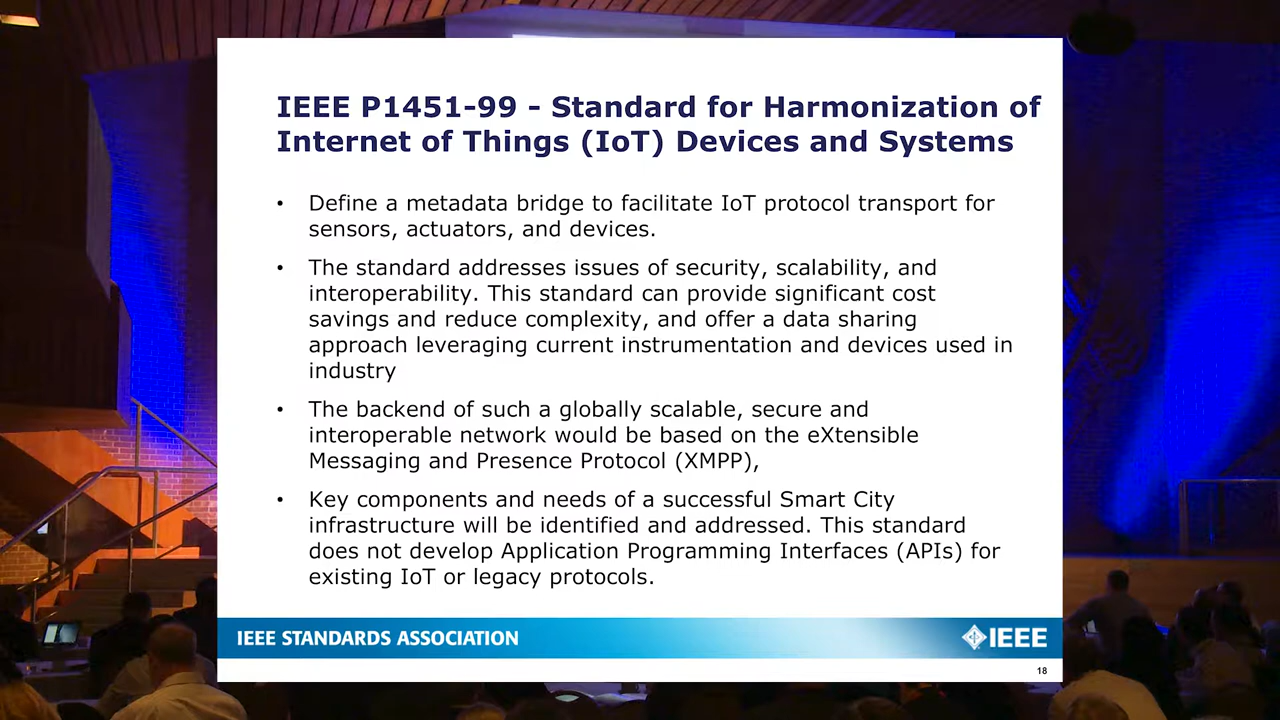 IEEE P1451-99 - Standard for Harmonization of
Internet of Things (IoT) Devices and Systems
• Define a metadata bridge to facilitate IoT protocol transport for
sensors, actuators, and devices.
• The standard addresses issues of security, scalability, and
interoperability. This standard can provide significant cost
savings and reduce complexity, and offer a data sharing
approach leveraging current instrumentation and devices used in
industry
• The backend of such a globally scalable, secure and
interoperable network would be based on the eXtensible
Messaging and Presence Protocol (XMPP),
• Key components and needs of a successful Smart City
infrastructure will be identified and addressed. This standard
does not develop Application Programming Interfaces (APIs) for
existing IoT or legacy protocols.
IEEE STANDARDS ASSOCIATION
IEEE
18